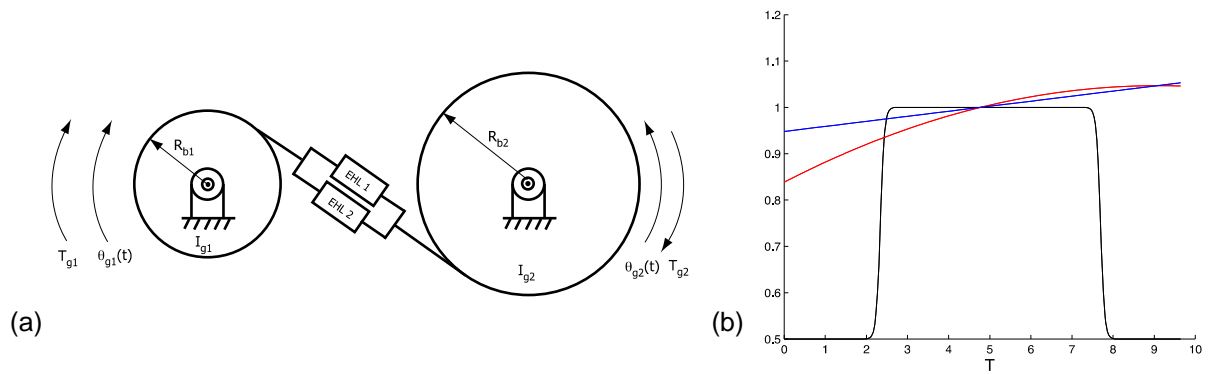 R_b1
I_g1
T_g1
θ_g1(t)
EHL 1
EHL 2
R_b2
I_g2
θ_g2(t)
T_g2
(a)
1.2
1.1
1
0.9
0.8
0.7
0.6
0.5
0 1 2 3 4 5 6 7 8 9 10
T
(b)